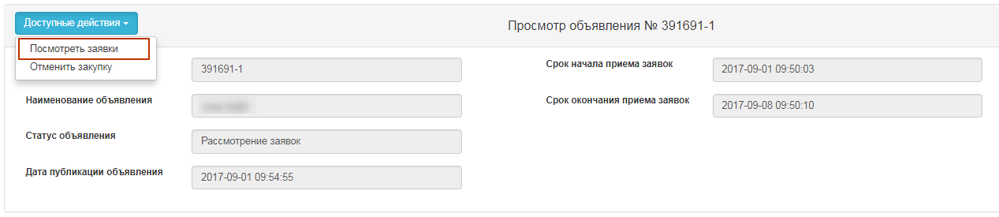 Доступные действия
Просмотр объявления № 391691-1
Посмотреть заявки
Отменить закупку
391691-1
Срок начала приема заявок
2017-09-01 09:50:03
Наименование объявления
Срок окончания приема заявок
2017-09-08 09:50:10
Статус объявления
Рассмотрение заявок
Дата публикации объявления
2017-09-01 09:54:55